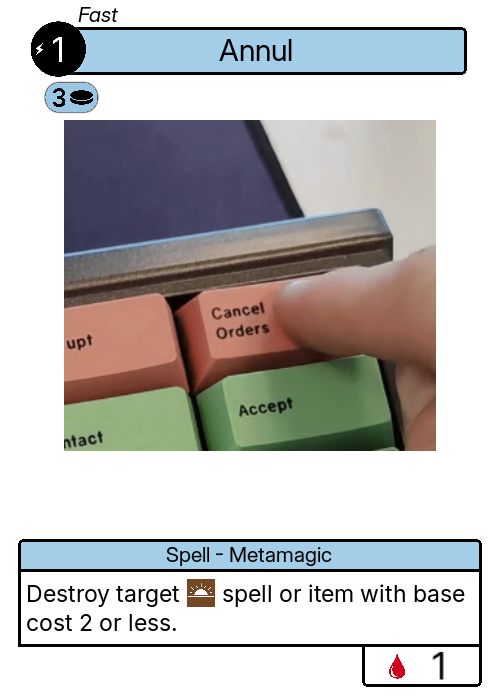 Fast
1 Annul
3
upt
Cancel
Orders
Accept
ntact
Spell - Metamagic
Destroy target spell or item with base
cost 2 or less.
1